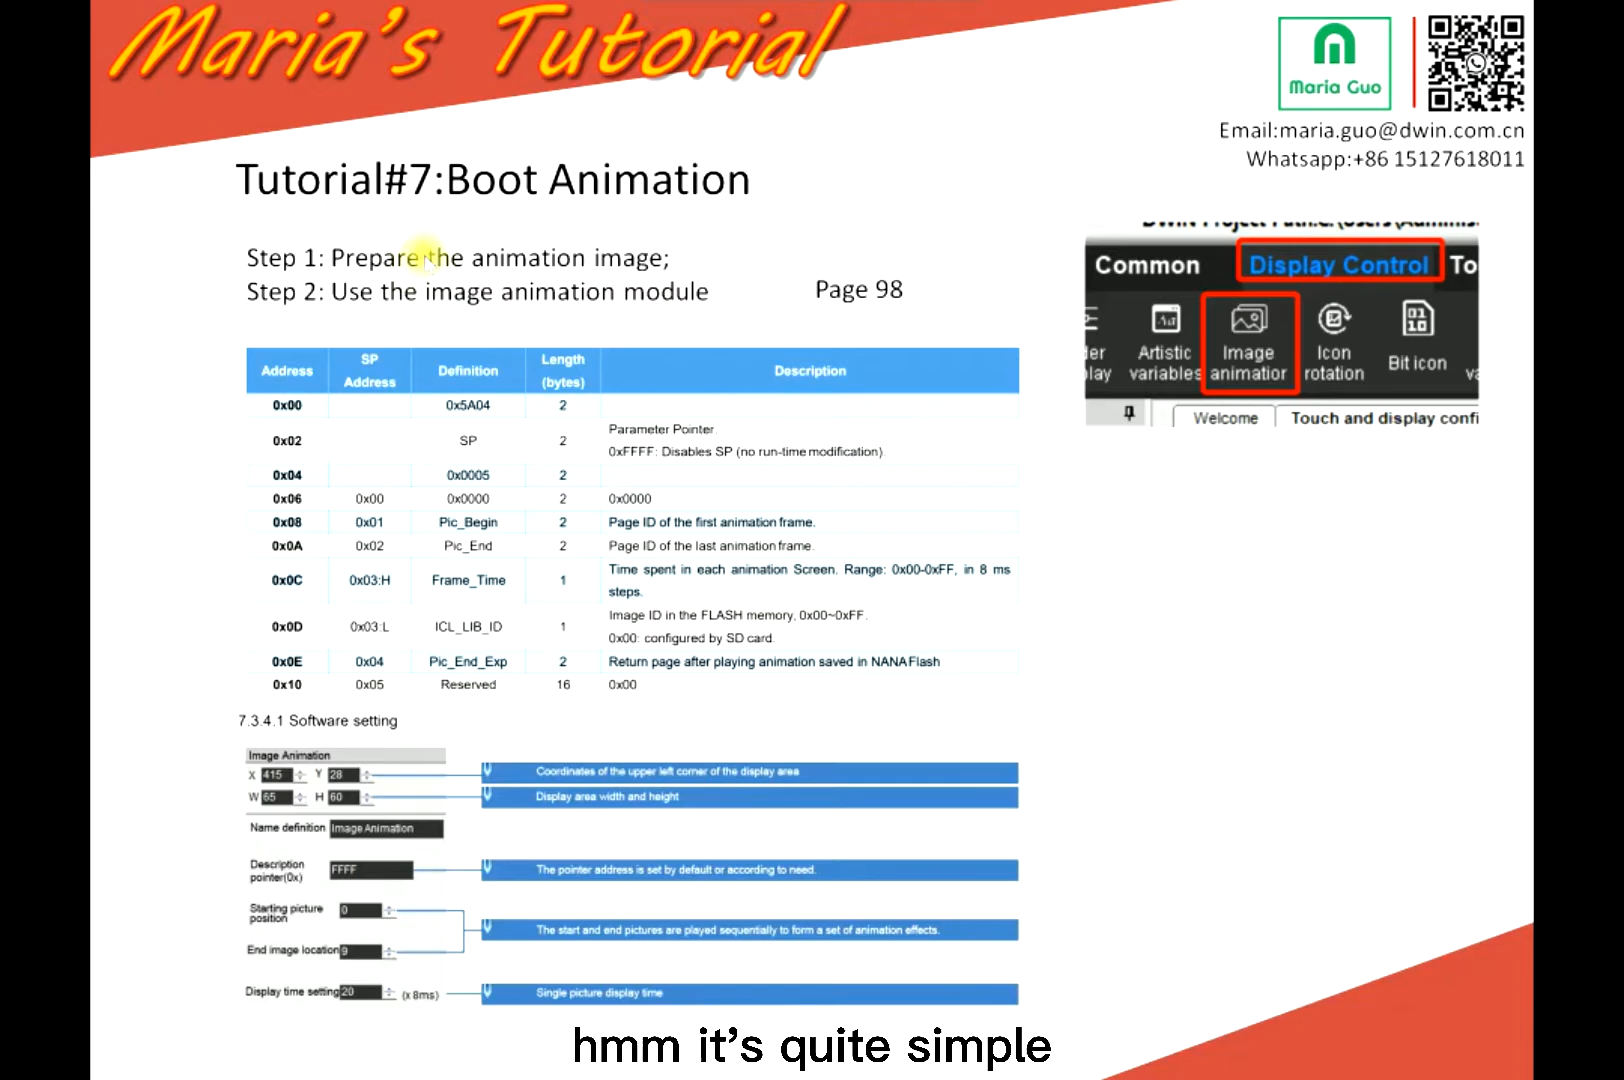 Maria's Tutorial
Maria Guo
Email:maria.guo@dwin.com.cn
Whatsapp:+86 15127618011
Tutorial#7:Boot Animation
Step 1: Prepare the animation image;
Step 2: Use the image animation module
Page 98
Common Display Control To
Artistic variables
Image animatior
Icon rotation
Bit icon
Welcome Touch and display confi
Address SP Address Definition Length (bytes) Description
0x00 0x5A04 2
0x02 SP 2 Parameter Pointer.
0xFFFF: Disables SP (no run-time modification).
0x04 0x0005 2
0x06 0x00 0x0000 2 0x0000
0x08 0x01 Pic_Begin 2 Page ID of the first animation frame.
0x0A 0x02 Pic_End 2 Page ID of the last animation frame.
0x0C 0x03:H Frame_Time 1 Time spent in each animation Screen. Range: 0x00-0xFF, in 8 ms
steps.
0x0D 0x03:L ICL_LIB_ID 1 Image ID in the FLASH memory, 0x00~0xFF.
0x00: configured by SD card.
0x0E 0x04 Pic_End_Exp 2 Return page after playing animation saved in NANAFlash
0x10 0x05 Reserved 16 0x00
7.3.4.1 Software setting
Image Animation
X 415 Y 28 Coordinates of the upper left corner of the display area
W 65 H 60 Display area width and height
Name definition Image Animation
Description pointer(0x) FFFF The pointer address is set by default or according to need.
Starting picture position 0
The start and end pictures are played sequentially to form a set of animation effects.
End image location 9
Display time setting 20 (x 8ms) Single picture display time
hmm it's quite simple